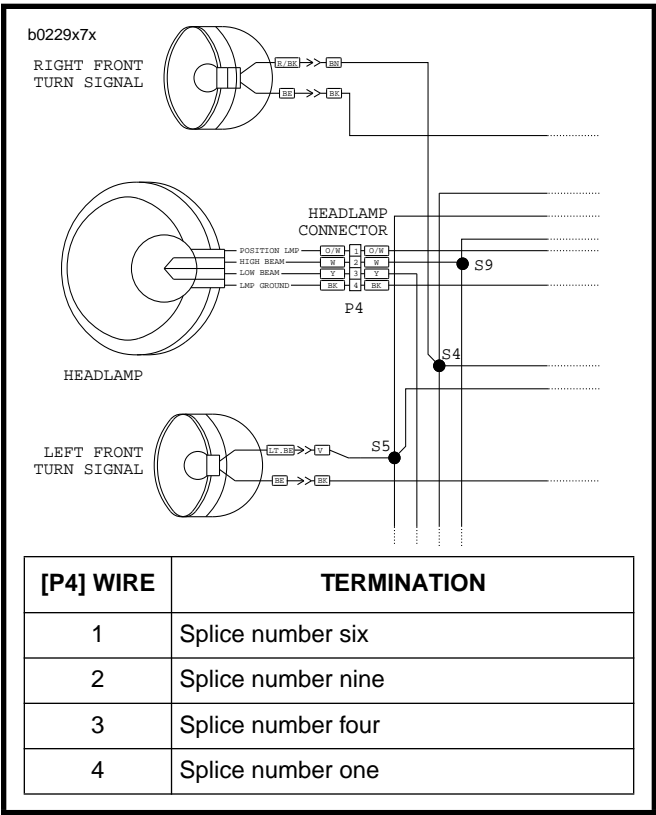 b0229x7x
RIGHT FRONT
TURN SIGNAL
R/BK BN
BE BK
HEADLAMP
CONNECTOR
POSITION LMP O/W 1 O/W
HIGH BEAM W 2 W
S9
LOW BEAM Y 3 Y
LMP GROUND BK 4 BK
P4
S4
HEADLAMP
LEFT FRONT
TURN SIGNAL
LT.BE V
S5
BE BK
[P4] WIRE TERMINATION
1 Splice number six
2 Splice number nine
3 Splice number four
4 Splice number one